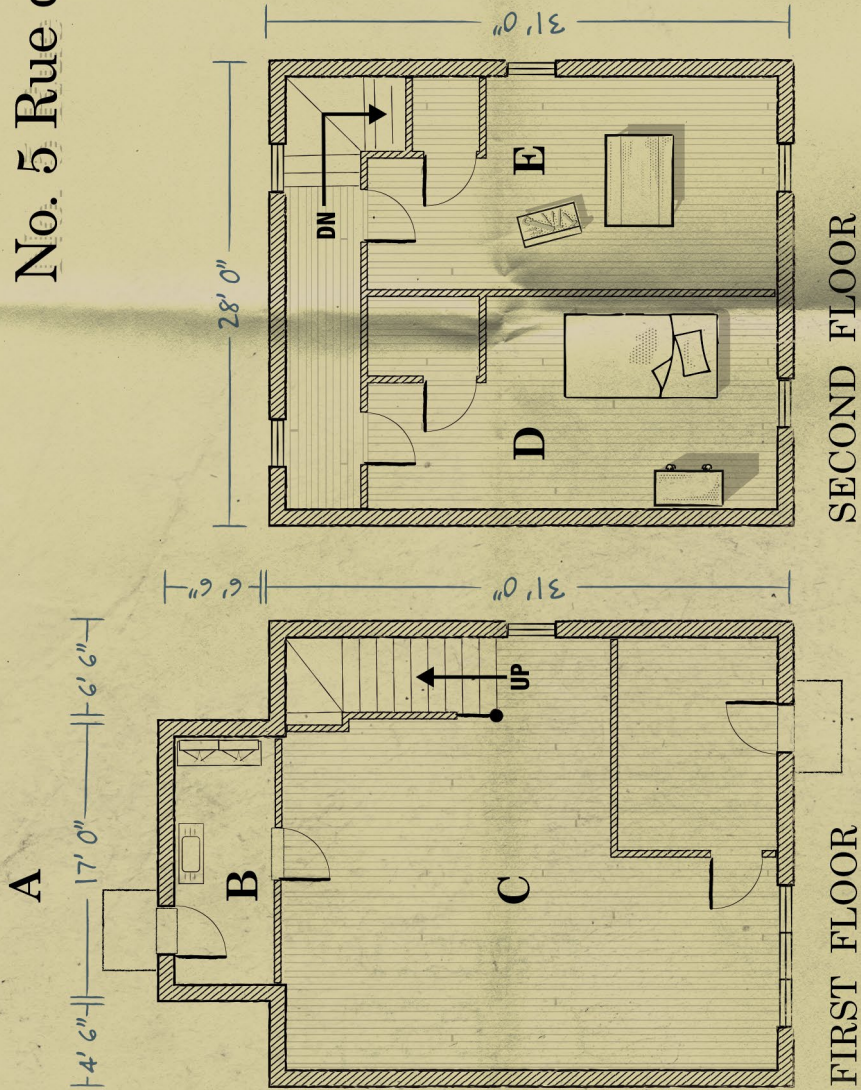 No. 5 Rue
A
4' 6"
17' 0"
6' 6"
6' 6"
B
31' 0"
C
UP
FIRST FLOOR
28' 0"
31' 0"
DN
D
E
SECOND FLOOR